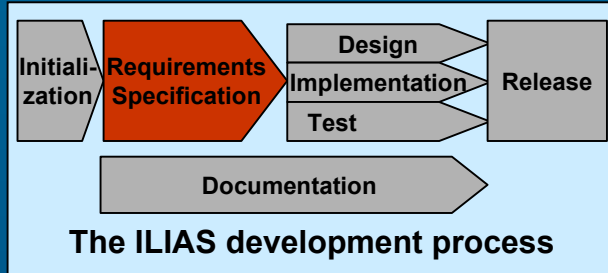 Initiali-
zation
Requirements
Specification
Design
Implementation
Test
Release
Documentation
The ILIAS development process